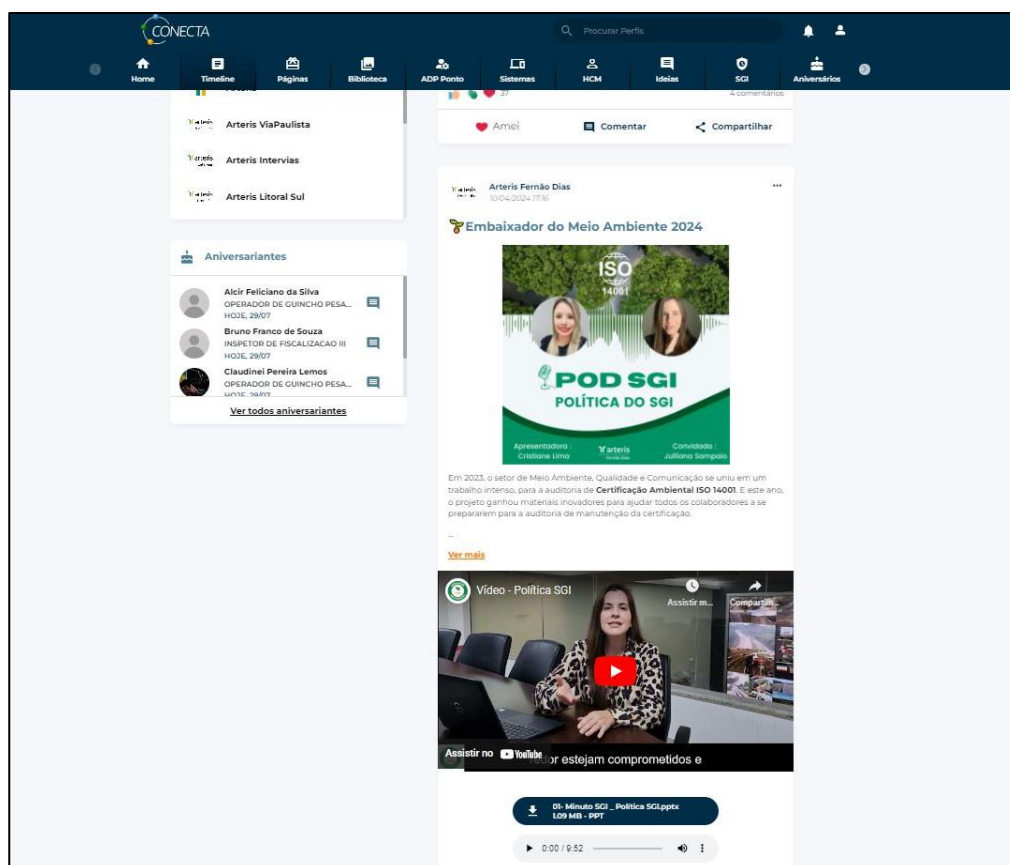 CONECTA
Procurar Perfis
Home
Timeline
Páginas
Biblioteca
ADP Ponto
Sistemas
HCM
Ideias
SGI
Aniversários
Arteris
37
4 comentários
Arteris ViaPaulista
Arteris Intervias
Arteris Litoral Sul
Amei
Comentar
Compartilhar
Aniversariantes
Alcir Feliciano da Silva
OPERADOR DE GUINCHO PESA...
HOJE, 29/07
Bruno Franco de Souza
INSPETOR DE FISCALIZACAO III
HOJE, 29/07
Claudinei Pereira Lemos
OPERADOR DE GUINCHO PESA...
HOJE, 29/07
Ver todos aniversariantes
Arteris Fernão Dias
10/04/2024 17:16
...
Embaixador do Meio Ambiente 2024
ISO
14001
POD SGI
POLÍTICA DO SGI
Apresentadora :
Cristiane Lima
arteris
Convidada :
Julliana Sampaio
Em 2023, o setor de Meio Ambiente, Qualidade e Comunicação se uniu em um
trabalho intenso, para a auditoria de Certificação Ambiental ISO 14001. E este ano,
o projeto ganhou materiais inovadores para ajudar todos os colaboradores a se
prepararem para a auditoria de manutenção da certificação.
...
Ver mais
Vídeo - Política SGI
Assistir m...
Compartilh...
Assistir no YouTube
or estejam comprometidos e
01- Minuto SGI _ Política SGI.pptx
1.09 MB - PPT
0:00 / 9:52